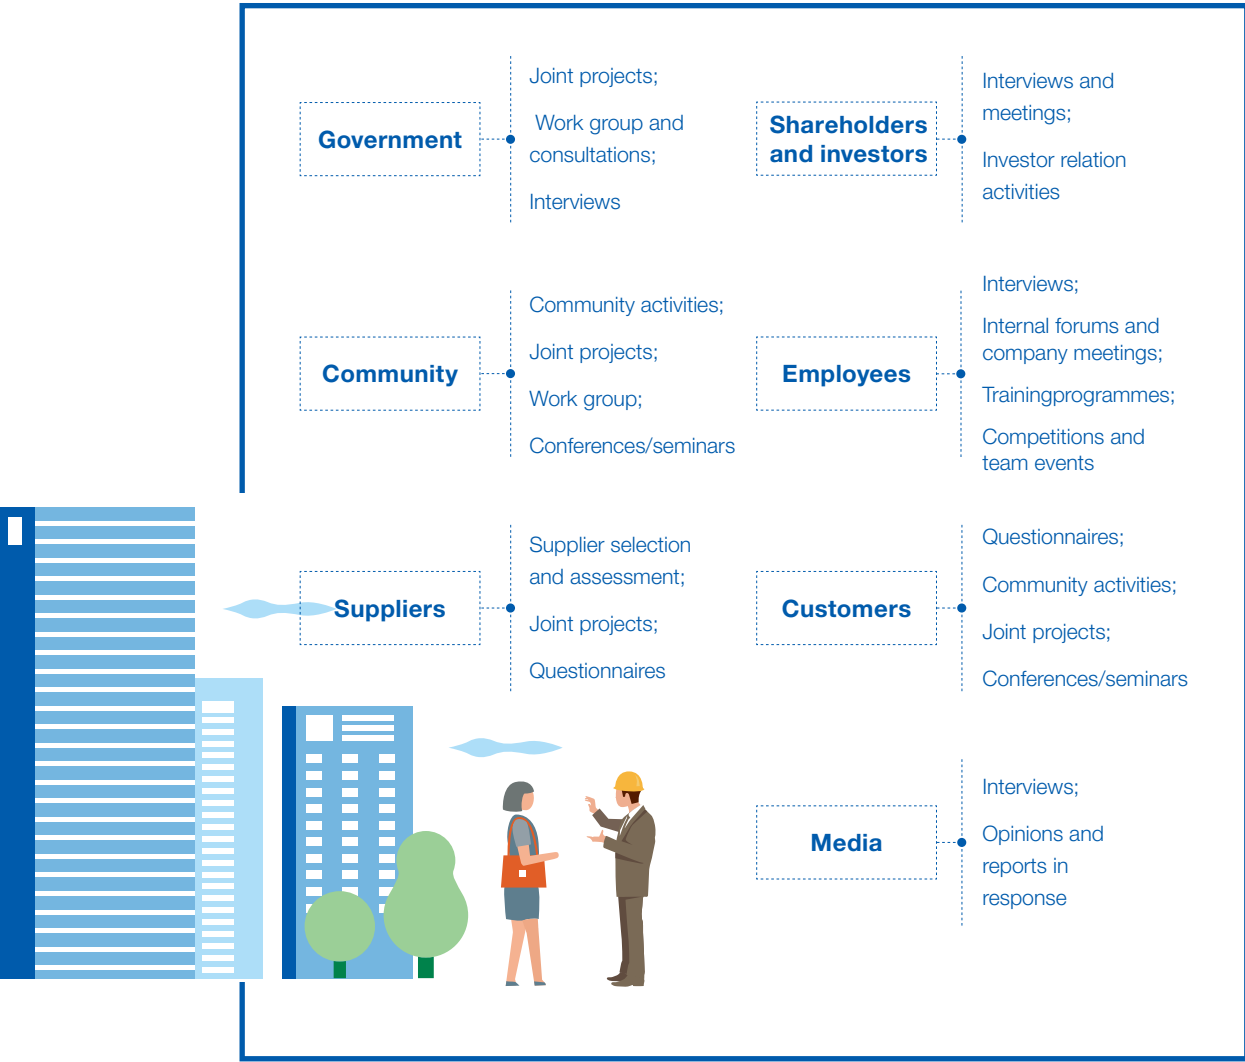 Government
Joint projects;
Work group and
consultations;
Interviews
Shareholders
and investors
Interviews and
meetings;
Investor relation
activities
Community
Community activities;
Joint projects;
Work group;
Conferences/seminars
Employees
Interviews;
Internal forums and
company meetings;
Trainingprogrammes;
Competitions and
team events
Suppliers
Supplier selection
and assessment;
Joint projects;
Questionnaires
Customers
Questionnaires;
Community activities;
Joint projects;
Conferences/seminars
Media
Interviews;
Opinions and
reports in
response